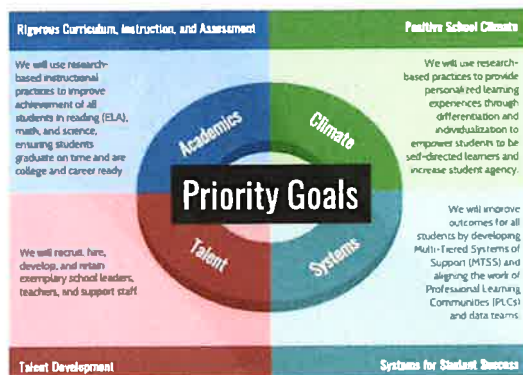 Rigorous Curriculum, Instruction, and Assessment
We will use research-
based instructional
practices to improve
achievement of all
students in reading (ELA),
math, and science,
ensuring students
graduate on time and are
college and career ready
Positive School Climate
We will use research-
based practices to provide
personalized learning
experiences through
differentiation and
individualization to
empower students to be
self-directed learners and
increase student agency.
Academics
Climate
Priority Goals
Talent
Systems
We will recruit, hire,
develop, and retain
exemplary school leaders,
teachers, and support staff
Talent Development
We will improve
outcomes for all
students by developing
Multi-Tiered Systems of
Support (MTSS) and
aligning the work of
Professional Learning
Communities (PLCs)
and data teams.
Systems for Student Success